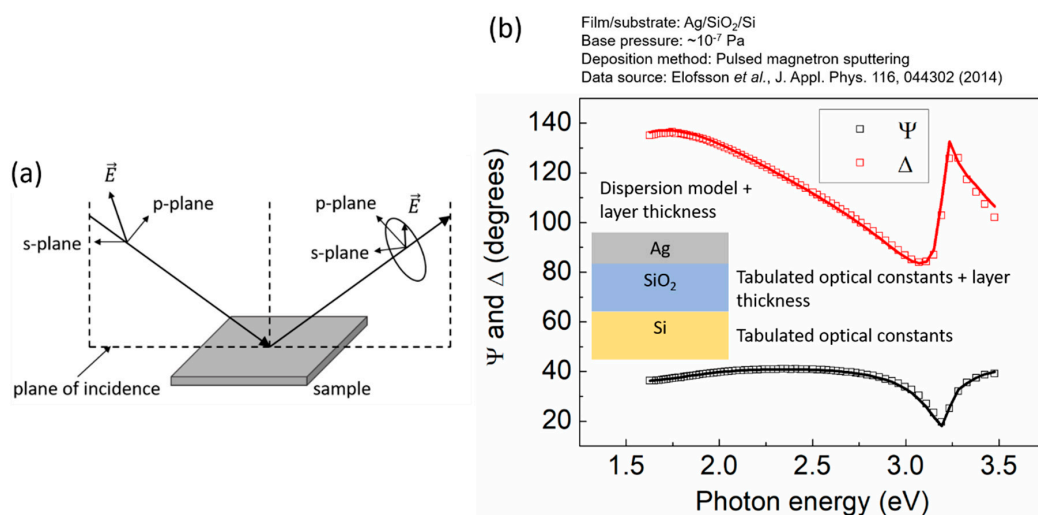 (a)
E
p-plane
s-plane
p-plane
E
s-plane
plane of incidence
sample
(b)
Film/substrate: Ag/SiO₂/Si
Base pressure: ~10⁻⁷ Pa
Deposition method: Pulsed magnetron sputtering
Data source: Elofsson et al., J. Appl. Phys. 116, 044302 (2014)
Ψ and Δ (degrees)
140
120
100
80
60
40
20
Ψ
Δ
Dispersion model +
layer thickness
Ag
SiO₂
Tabulated optical constants + layer
thickness
Si
Tabulated optical constants
1.5 2.0 2.5 3.0 3.5
Photon energy (eV)